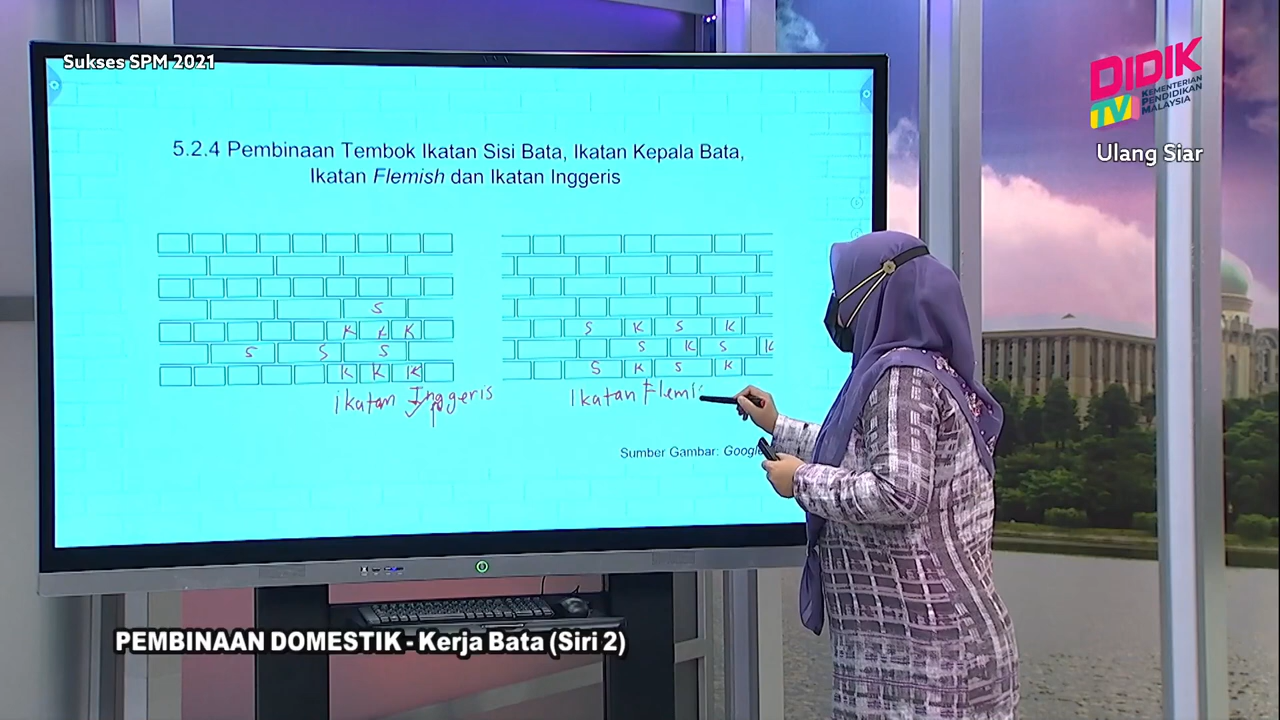 Sukses SPM 2021
DIDIK
TV
KEMENTERIAN
PENDIDIKAN
MALAYSIA
Ulang Siar
5.2.4 Pembinaan Tembok Ikatan Sisi Bata, Ikatan Kepala Bata,
Ikatan Flemish dan Ikatan Inggeris
S
K K K
S S S
K K K
Ikatan Inggeris
S K S K
S K S K
S K S K
Ikatan Flemi
Sumber Gambar: Google
PEMBINAAN DOMESTIK - Kerja Bata (Siri 2)